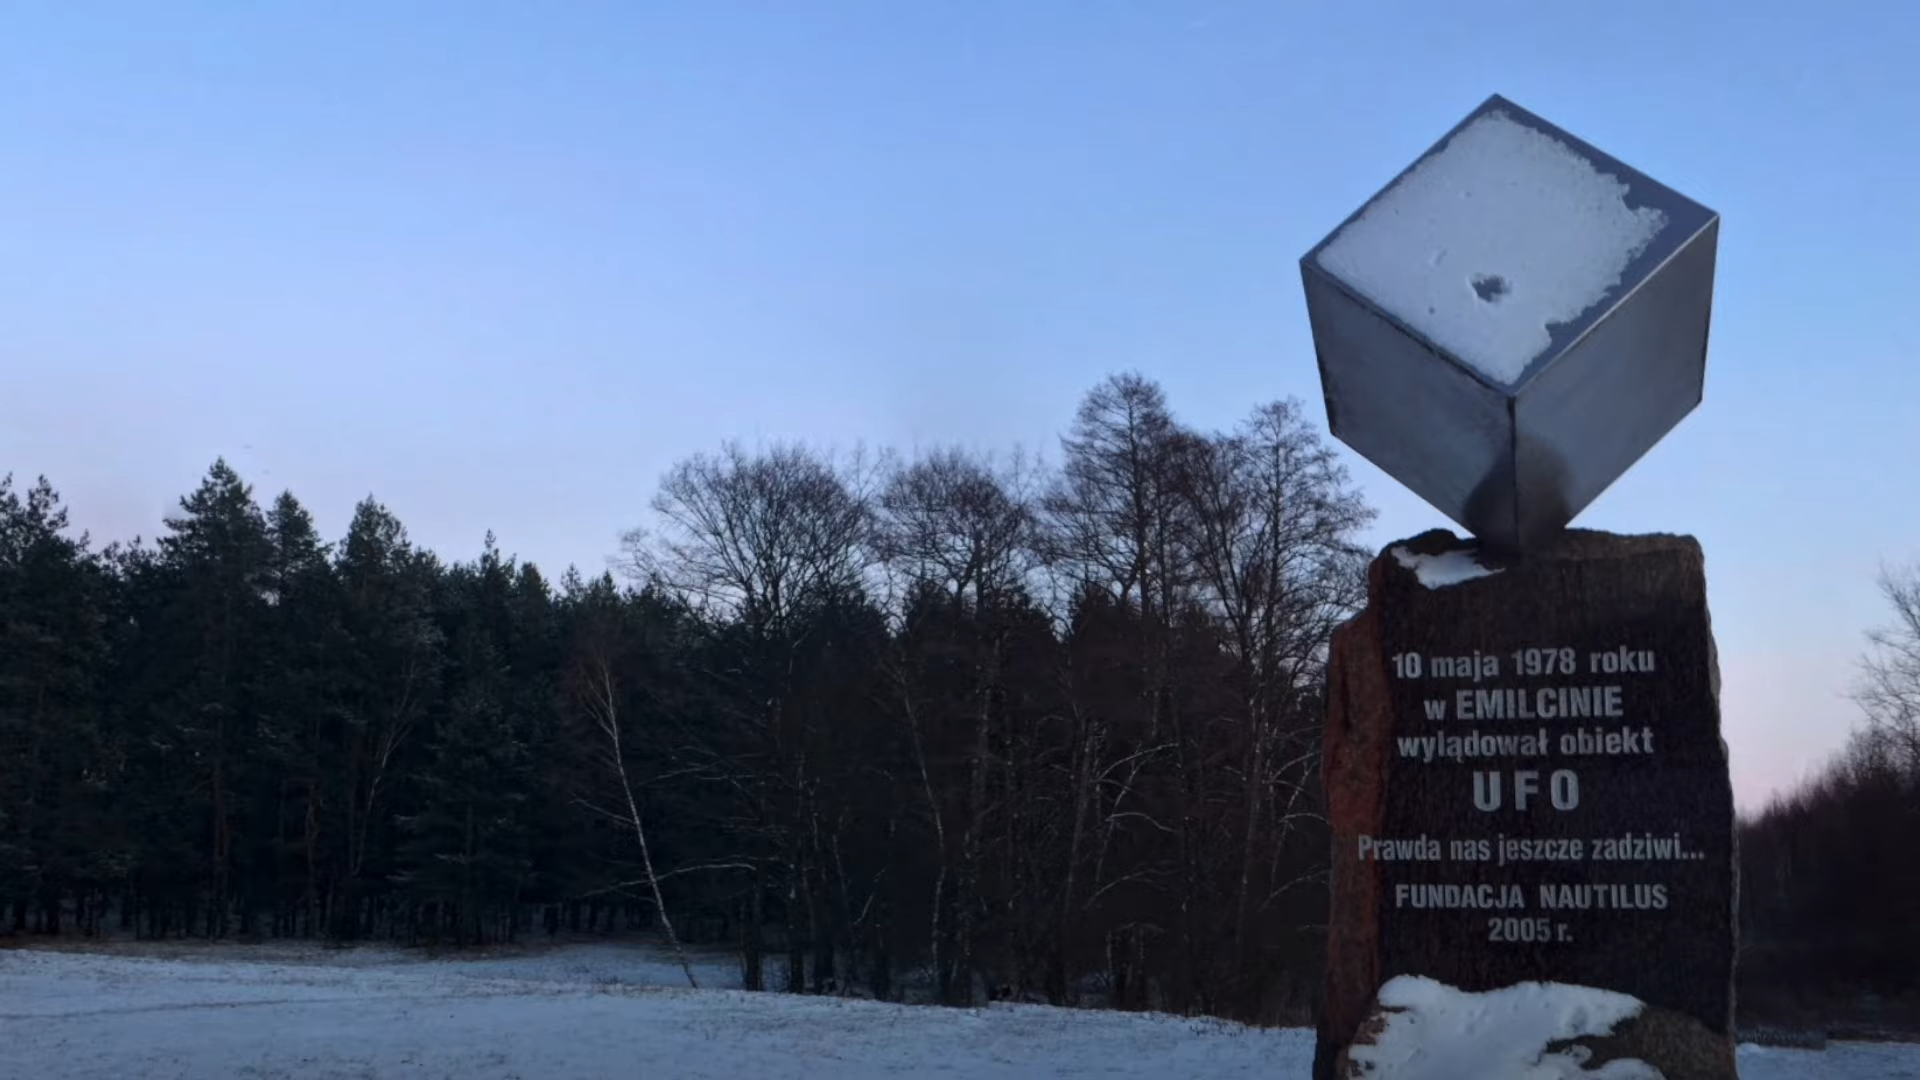 10 maja 1978 roku
w EMILCINIE
wylądował obiekt
UFO
Prawda nas jeszcze zadziwi...
FUNDACJA NAUTILUS
2005 r.